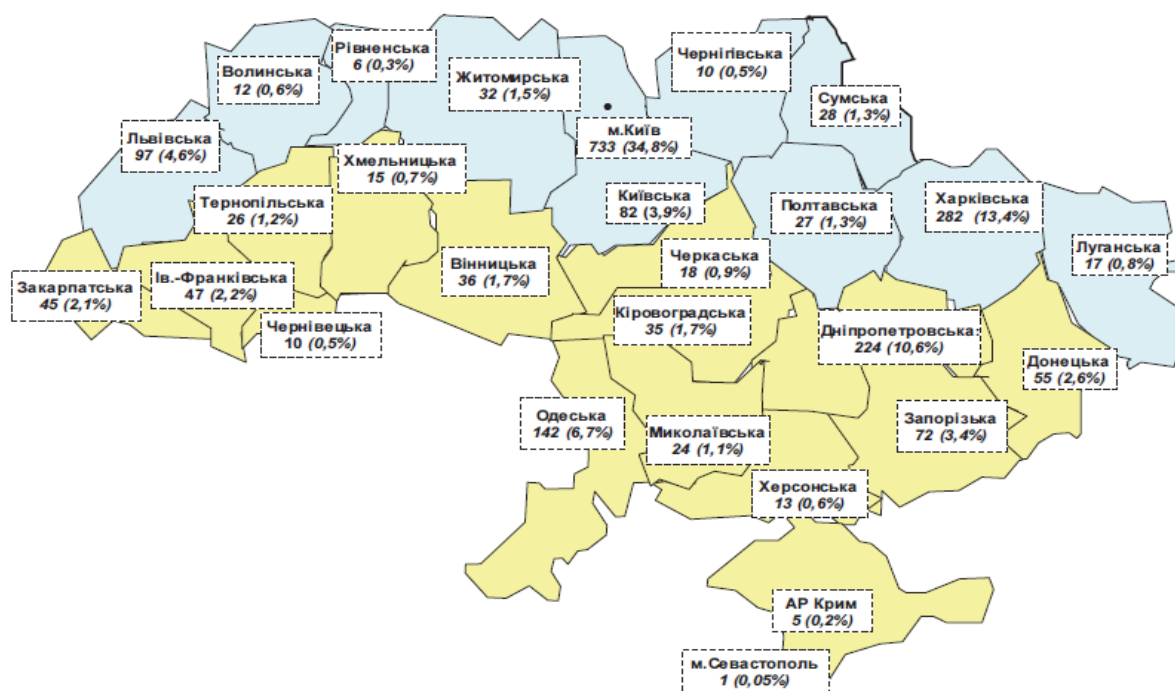 Рівненська
6 (0,3%)
Волинська
12 (0,6%)
Житомирська
32 (1,5%)
Чернігівська
10 (0,5%)
Сумська
28 (1,3%)
Львівська
97 (4,6%)
м.Київ
733 (34,8%)
Хмельницька
15 (0,7%)
Тернопільська
26 (1,2%)
Київська
82 (3,9%)
Полтавська
27 (1,3%)
Харківська
282 (13,4%)
Луганська
17 (0,8%)
Закарпатська
45 (2,1%)
Ів.-Франківська
47 (2,2%)
Вінницька
36 (1,7%)
Черкаська
18 (0,9%)
Чернівецька
10 (0,5%)
Кіровоградська
35 (1,7%)
Дніпропетровська
224 (10,6%)
Донецька
55 (2,6%)
Одеська
142 (6,7%)
Миколаївська
24 (1,1%)
Запорізька
72 (3,4%)
Херсонська
13 (0,6%)
АР Крим
5 (0,2%)
м.Севастополь
1 (0,05%)